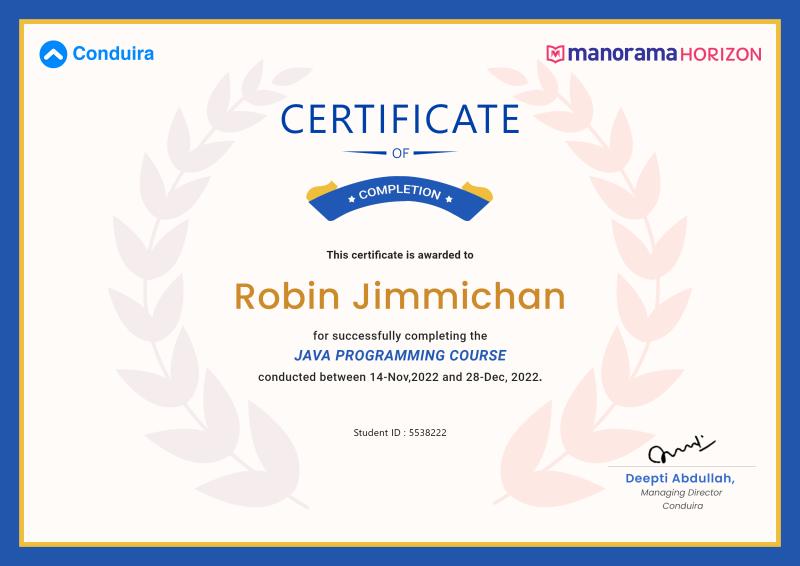 Conduira
manorama HORIZON
CERTIFICATE
OF
COMPLETION
This certificate is awarded to
Robin Jimmichan
for successfully completing the
JAVA PROGRAMMING COURSE
conducted between 14-Nov,2022 and 28-Dec, 2022.
Student ID : 5538222
Deepti Abdullah,
Managing Director
Conduira